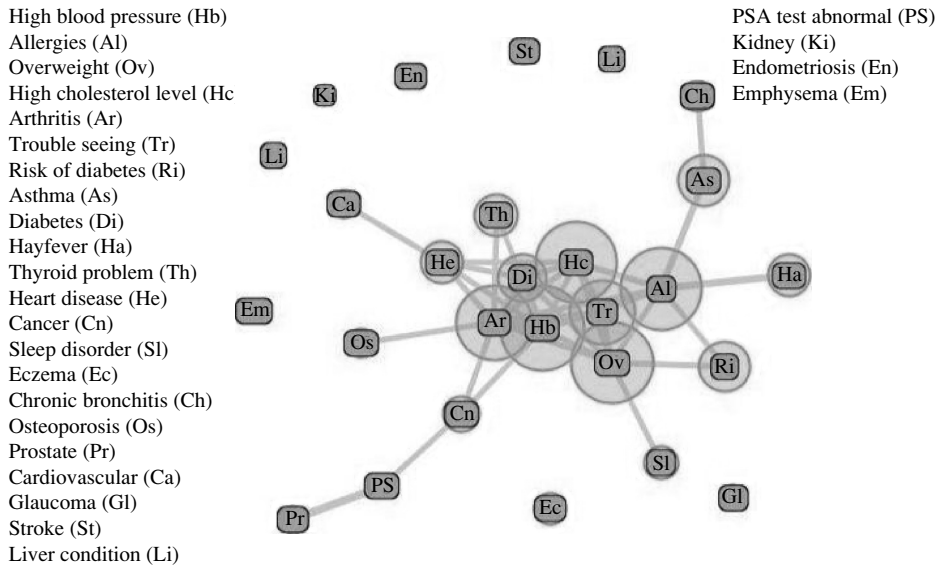 High blood pressure (Hb)
Allergies (Al)
Overweight (Ov)
High cholesterol level (Hc
Arthritis (Ar)
Trouble seeing (Tr)
Risk of diabetes (Ri)
Asthma (As)
Diabetes (Di)
Hayfever (Ha)
Thyroid problem (Th)
Heart disease (He)
Cancer (Cn)
Sleep disorder (Sl)
Eczema (Ec)
Chronic bronchitis (Ch)
Osteoporosis (Os)
Prostate (Pr)
Cardiovascular (Ca)
Glaucoma (Gl)
Stroke (St)
Liver condition (Li)
PSA test abnormal (PS)
Kidney (Ki)
Endometriosis (En)
Emphysema (Em)
St
Li
En
Ki
Ch
Li
As
Ca
Th
He
Hc
Di
Al
Ha
Em
Tr
Ar
Hb
Os
Ov
Ri
Cn
Sl
PS
Gl
Ec
Pr